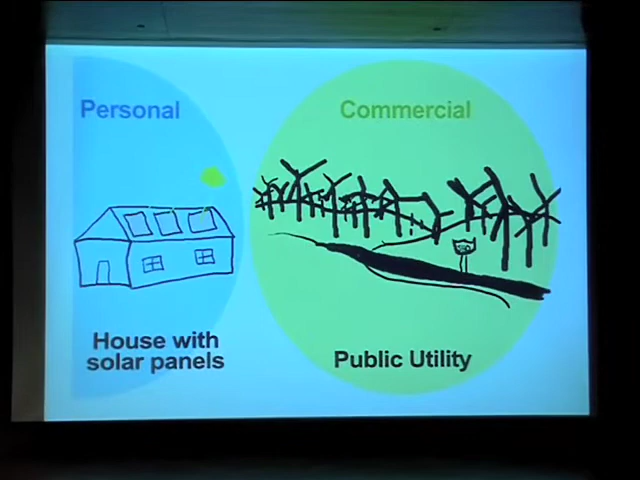 Personal
Commercial
House with
solar panels
Public Utility